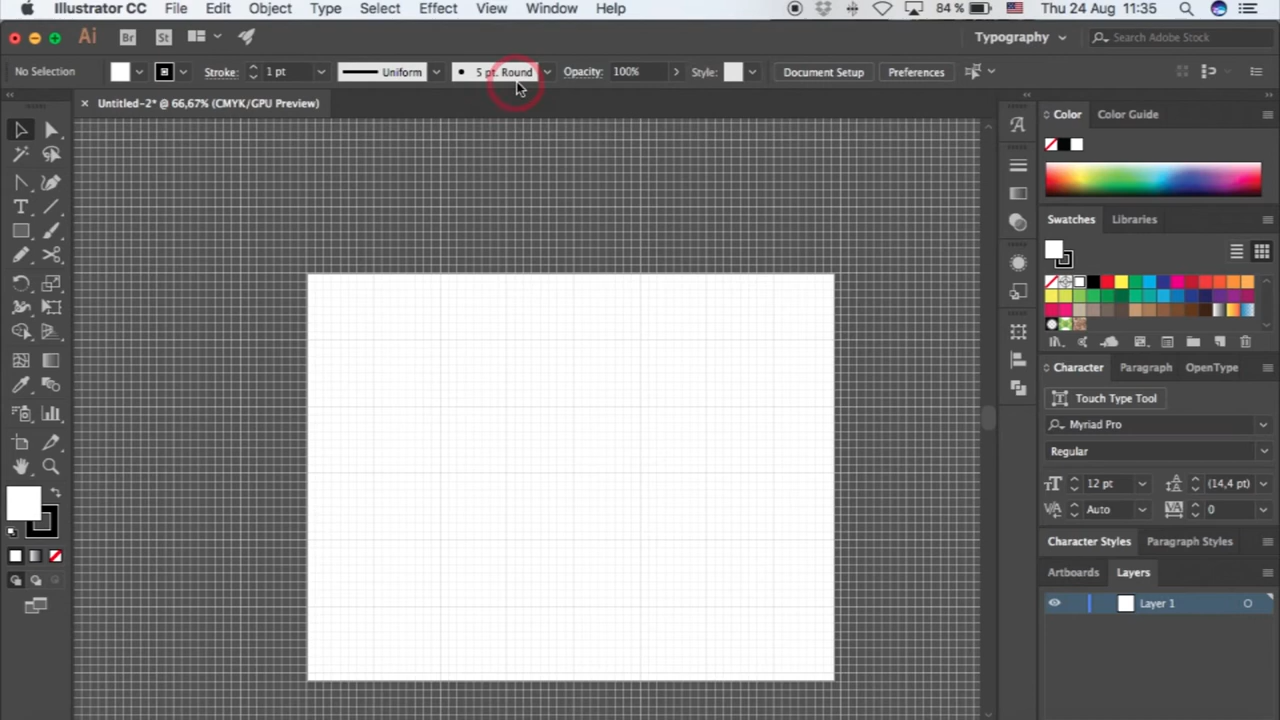 Illustrator CC File Edit Object Type Select Effect View Window Help 84 % Thu 24 Aug 11:35
Ai Br St Typography Search Adobe Stock
No Selection Stroke: 1 pt Uniform 5 pt. Round Opacity: 100% Style: Document Setup Preferences
× Untitled-2* @ 66,67% (CMYK/GPU Preview)
Color Color Guide
Swatches Libraries
Character Paragraph OpenType
Touch Type Tool
Myriad Pro
Regular
12 pt (14,4 pt)
Auto 0
Character Styles Paragraph Styles
Artboards Layers
Layer 1